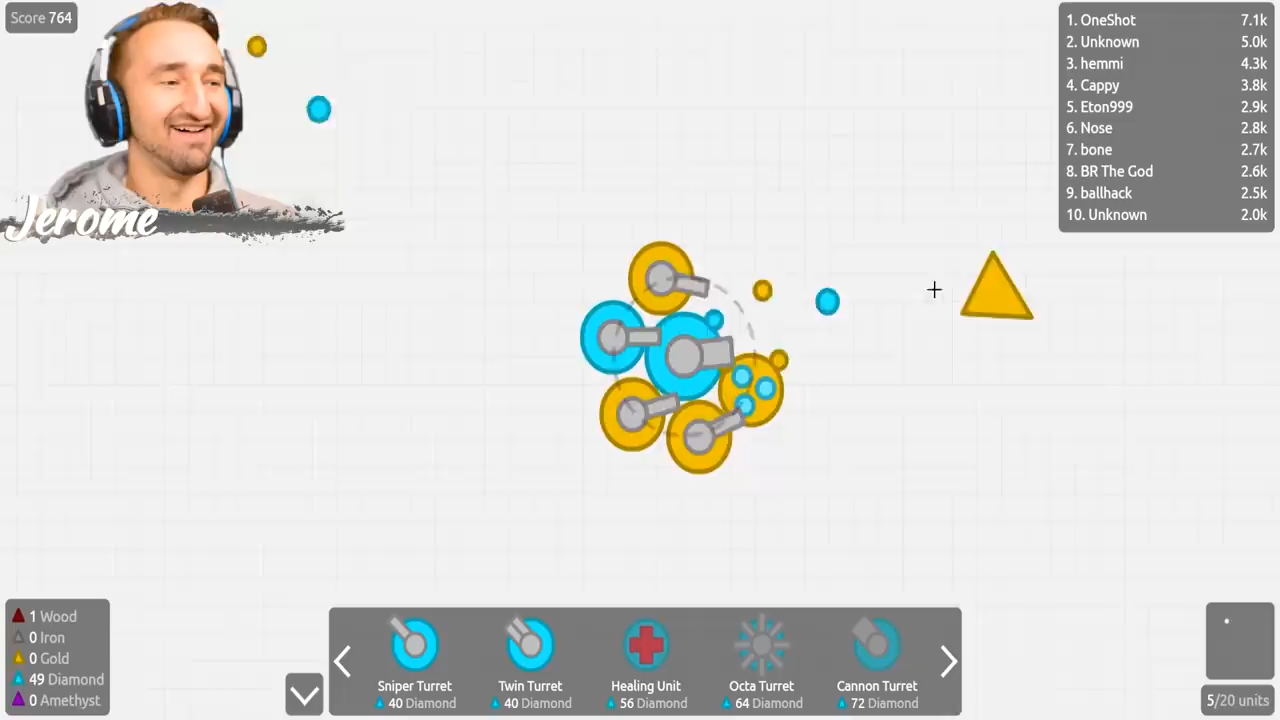 Score 764
Jerome
1. OneShot 7.1k
2. Unknown 5.0k
3. hemmi 4.3k
4. Cappy 3.8k
5. Eton999 2.9k
6. Nose 2.8k
7. bone 2.7k
8. BR The God 2.6k
9. ballhack 2.5k
10. Unknown 2.0k
1 Wood
0 Iron
0 Gold
49 Diamond
0 Amethyst
Sniper Turret
40 Diamond
Twin Turret
40 Diamond
Healing Unit
56 Diamond
Octa Turret
64 Diamond
Cannon Turret
72 Diamond
5/20 units